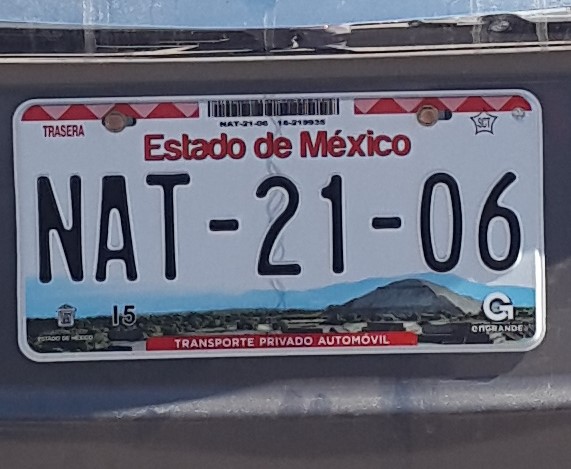 NAT-21-06 16-219935
TRASERA
SCT
Estado de México
NAT-21-06
15
ESTADO DE MÉXICO
G
enGRANDE
TRANSPORTE PRIVADO AUTOMÓVIL